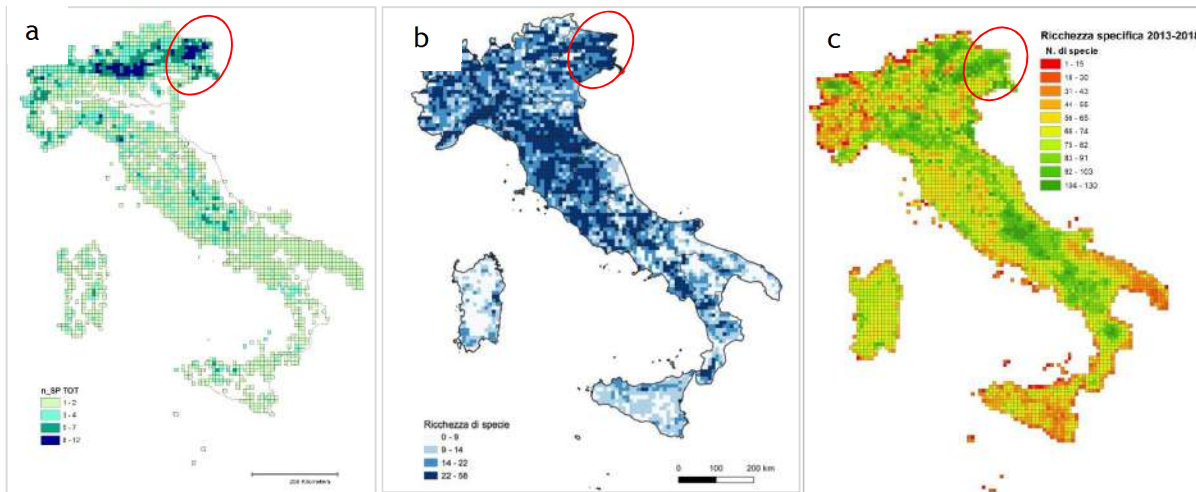 a
n_SP TOT
1 - 2
3 - 4
5 - 7
8 - 12
200 Kilometers
b
Ricchezza di specie
0 - 9
9 - 14
14 - 22
22 - 58
0 100 200 km
c
Ricchezza specifica 2013-2018
N. di specie
1 - 15
16 - 30
31 - 43
44 - 55
56 - 65
66 - 74
75 - 82
83 - 91
92 - 103
104 - 130